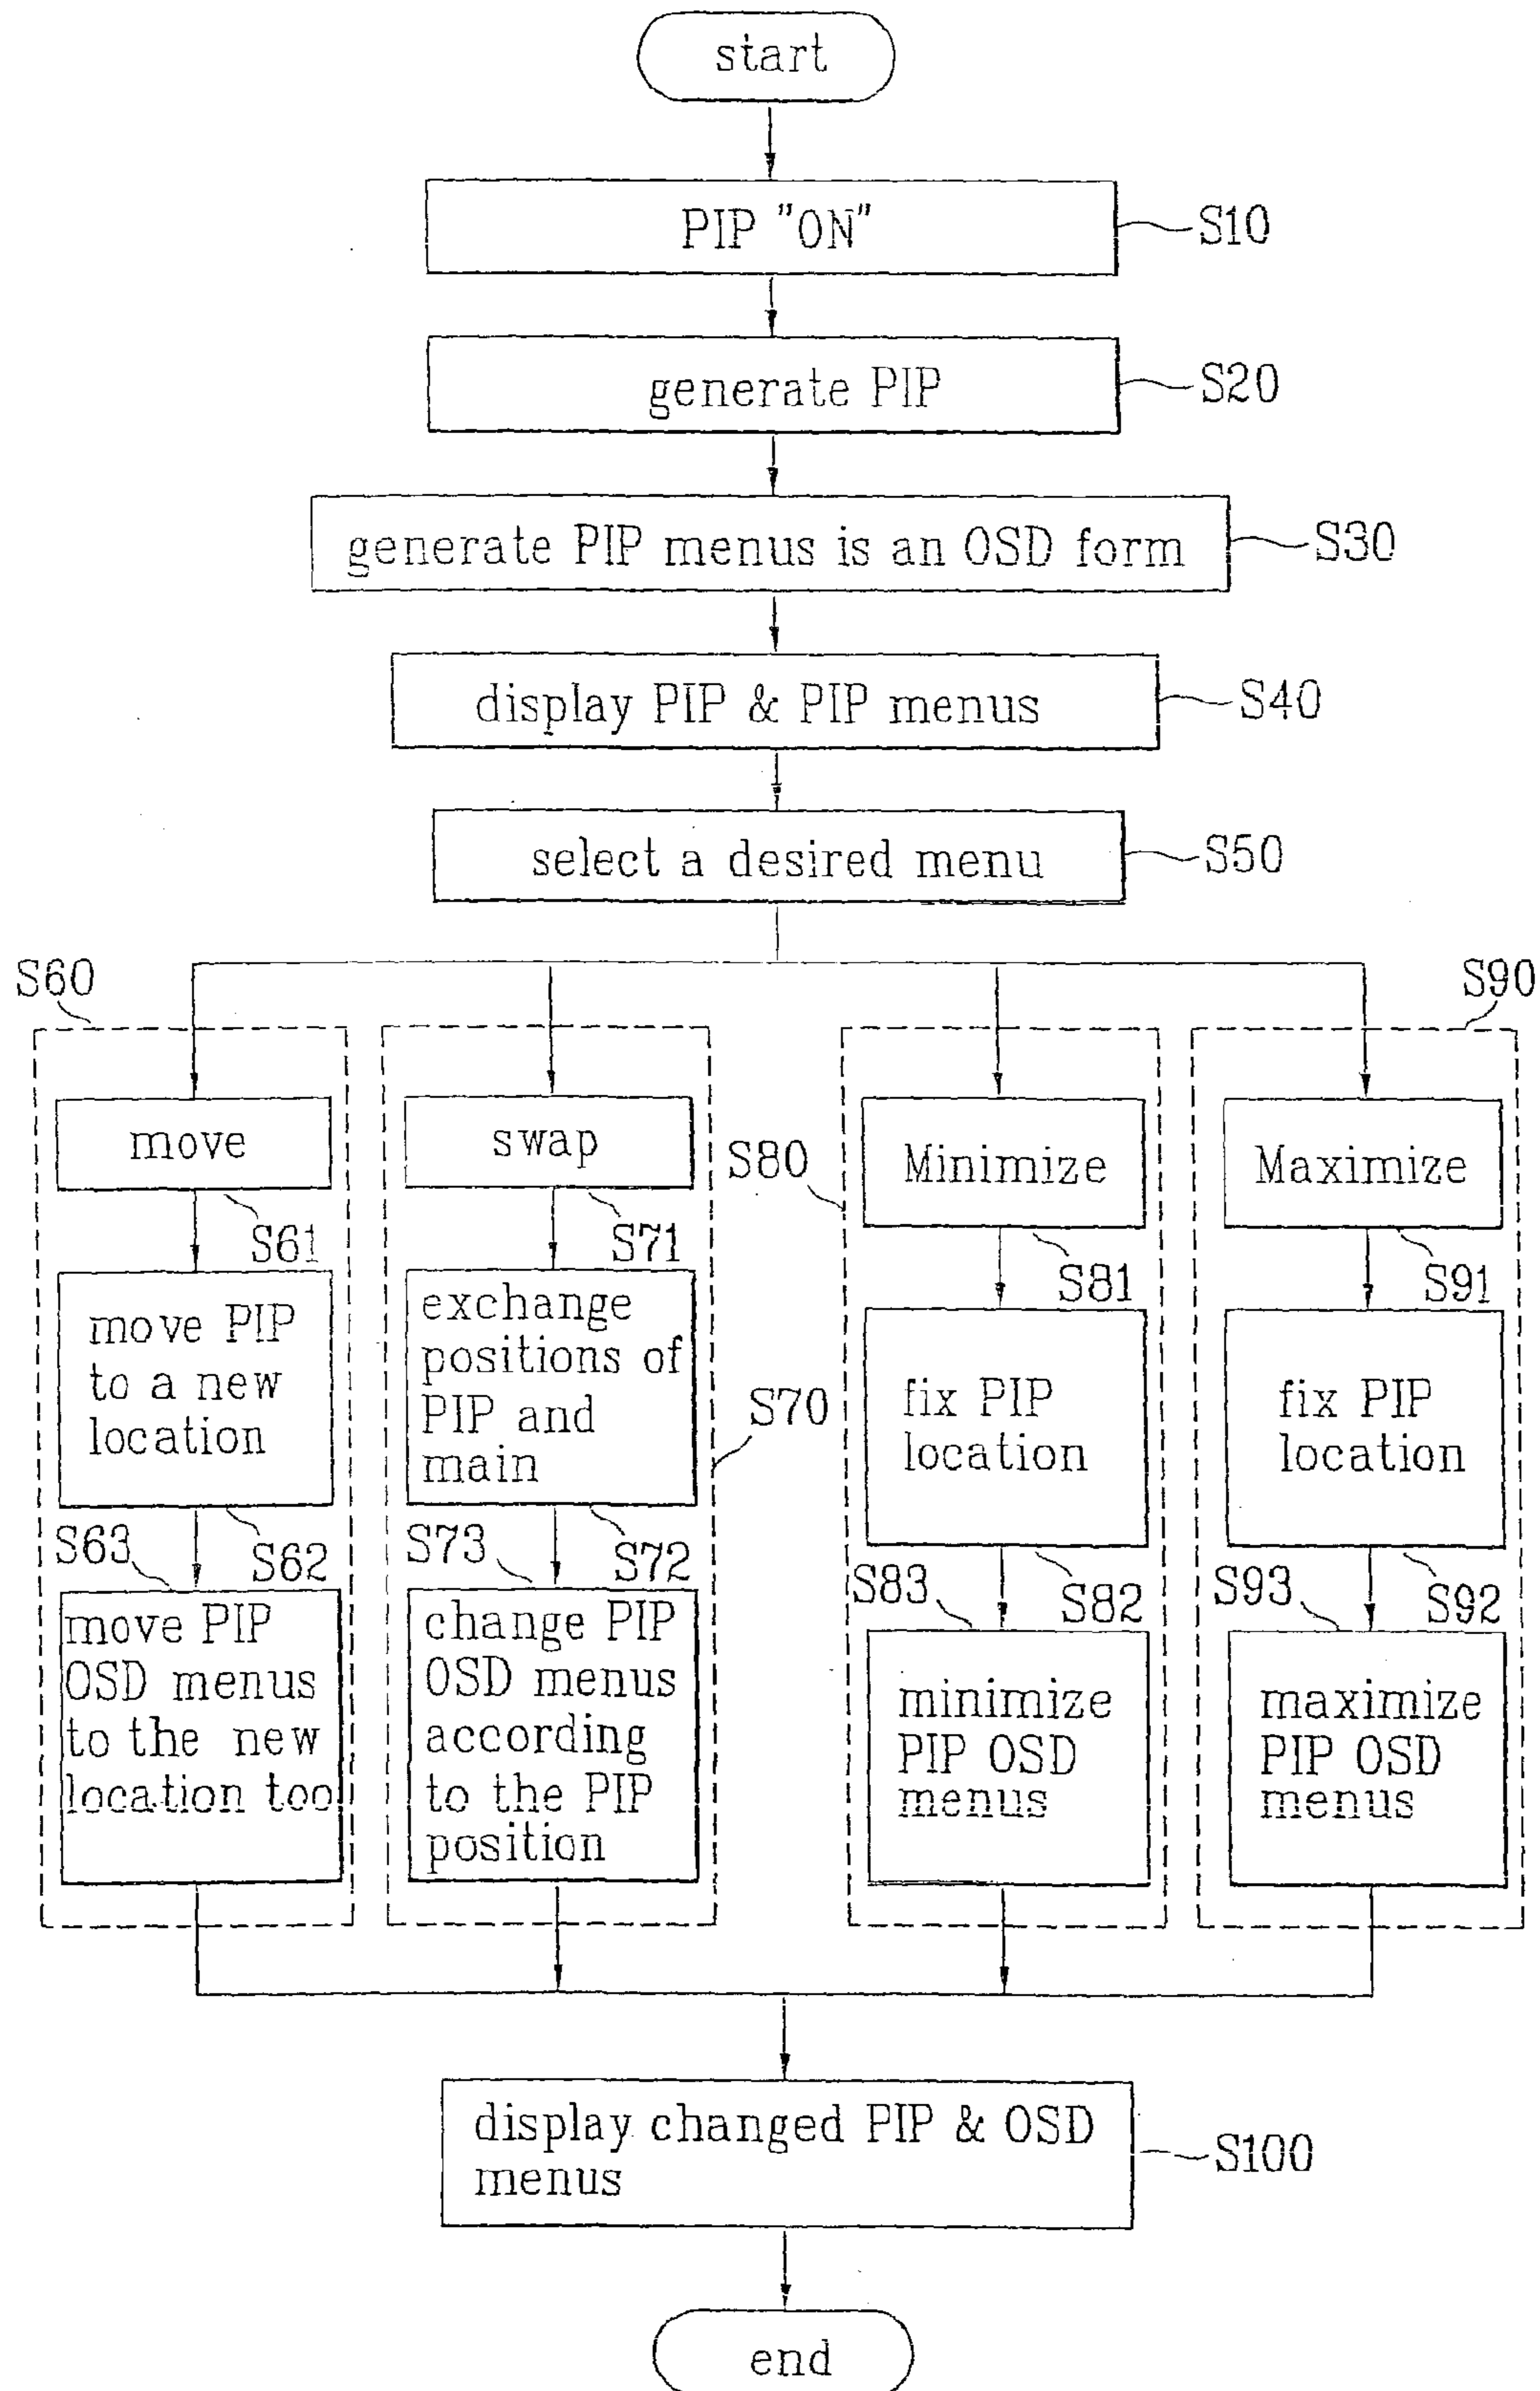 start
PIP "ON"
S10
generate PIP
S20
generate PIP menus is an OSD form
S30
display PIP & PIP menus
S40
select a desired menu
S50
S60
move
S61
move PIP
to a new
location
S62
S63
move PIP
OSD menus
to the new
location too
S70
swap
S71
exchange
positions of
PIP and
main
S72
S73
change PIP
OSD menus
according
to the PIP
position
S80
Minimize
S81
fix PIP
location
S82
S83
minimize
PIP OSD
menus
S90
Maximize
S91
fix PIP
location
S92
S93
maximize
PIP OSD
menus
display changed PIP & OSD
menus
S100
end